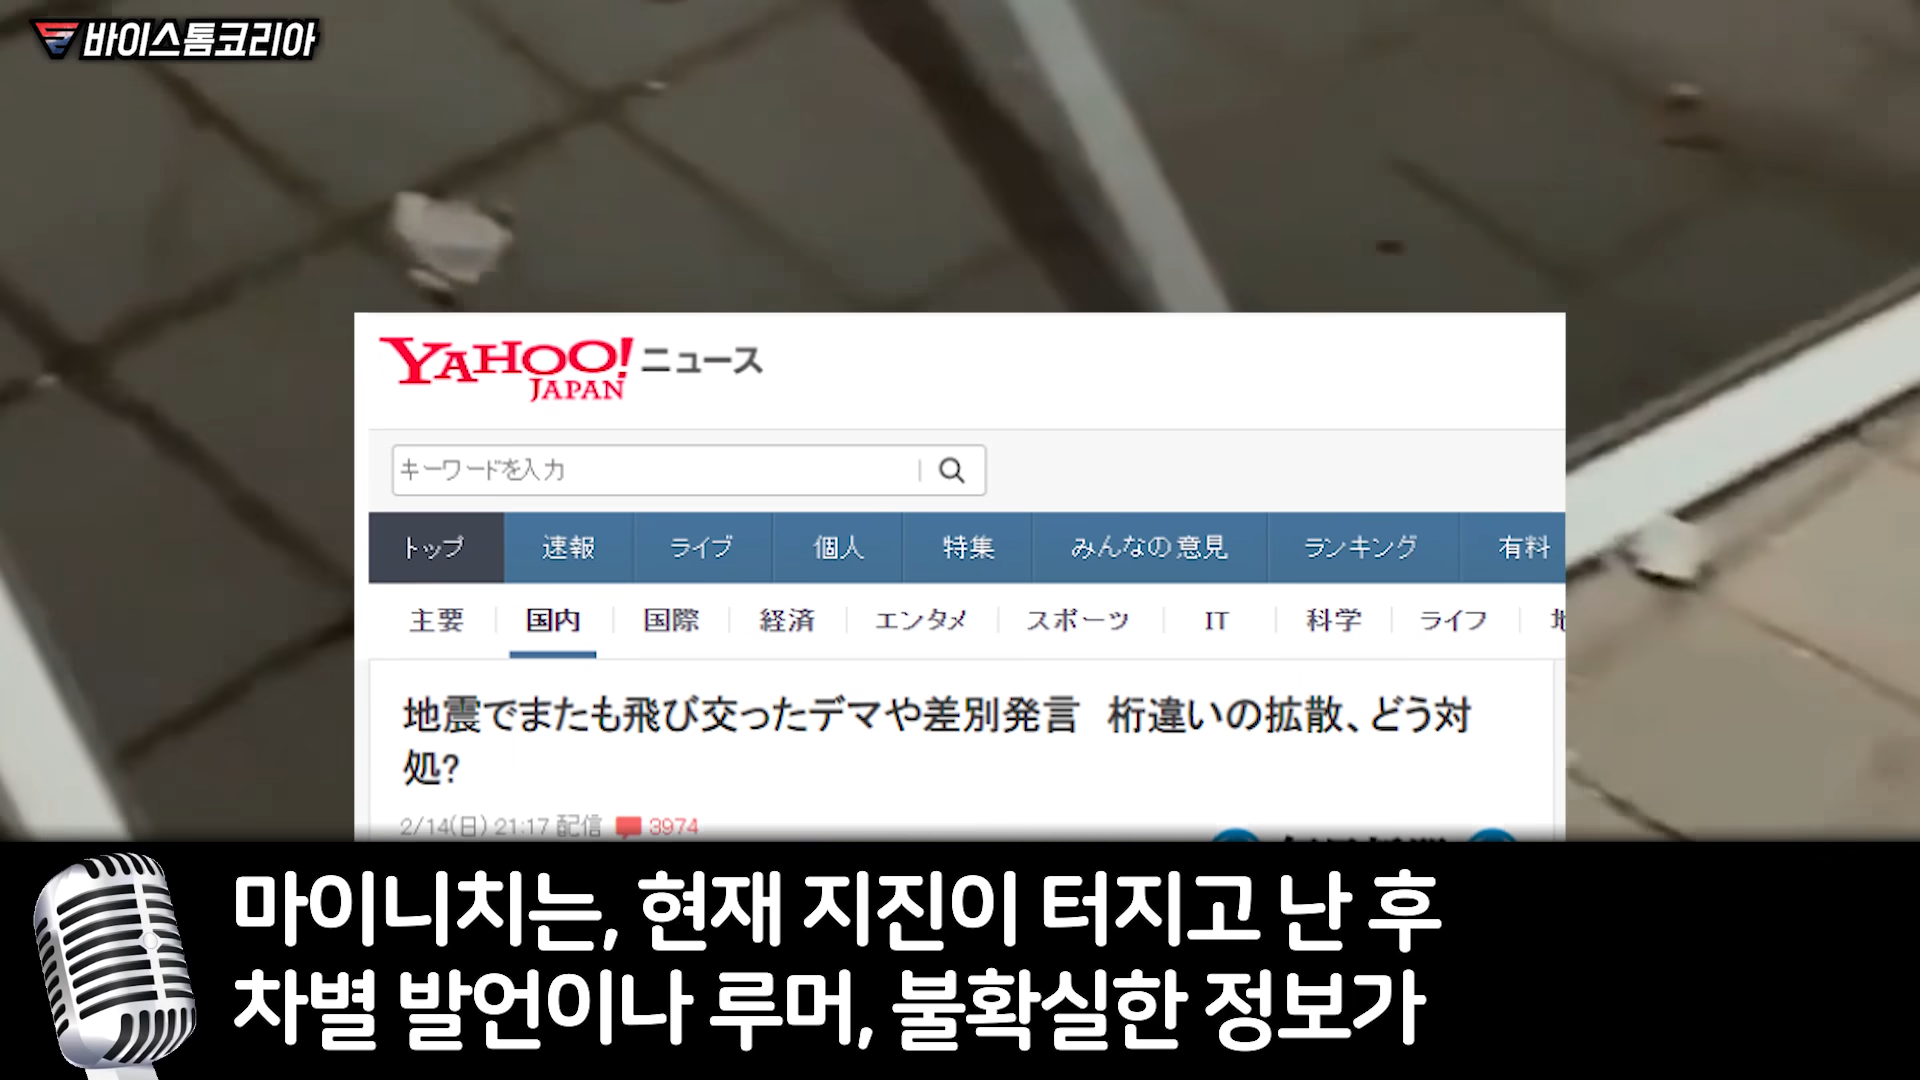 바이스톰코리아
YAHOO! ニュース
JAPAN
キーワードを入力
トップ 速報 ライブ 個人 特集 みんなの意見 ランキング 有料
主要 国内 国際 経済 エンタメ スポーツ IT 科学 ライフ
地震でまたも飛び交ったデマや差別発言 桁違いの拡散、どう対
処?
2/14(日) 21:17 配信 3974
마이니치는, 현재 지진이 터지고 난 후
차별 발언이나 루머, 불확실한 정보가